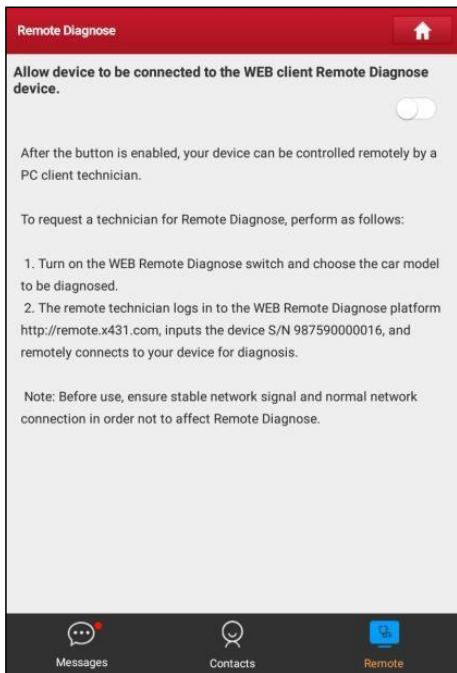 Remote Diagnose
Allow device to be connected to the WEB client Remote Diagnose
device.
After the button is enabled, your device can be controlled remotely by a
PC client technician.
To request a technician for Remote Diagnose, perform as follows:
1. Turn on the WEB Remote Diagnose switch and choose the car model
to be diagnosed.
2. The remote technician logs in to the WEB Remote Diagnose platform
http://remote.x431.com, inputs the device S/N 987590000016, and
remotely connects to your device for diagnosis.
Note: Before use, ensure stable network signal and normal network
connection in order not to affect Remote Diagnose.
Messages
Contacts
Remote